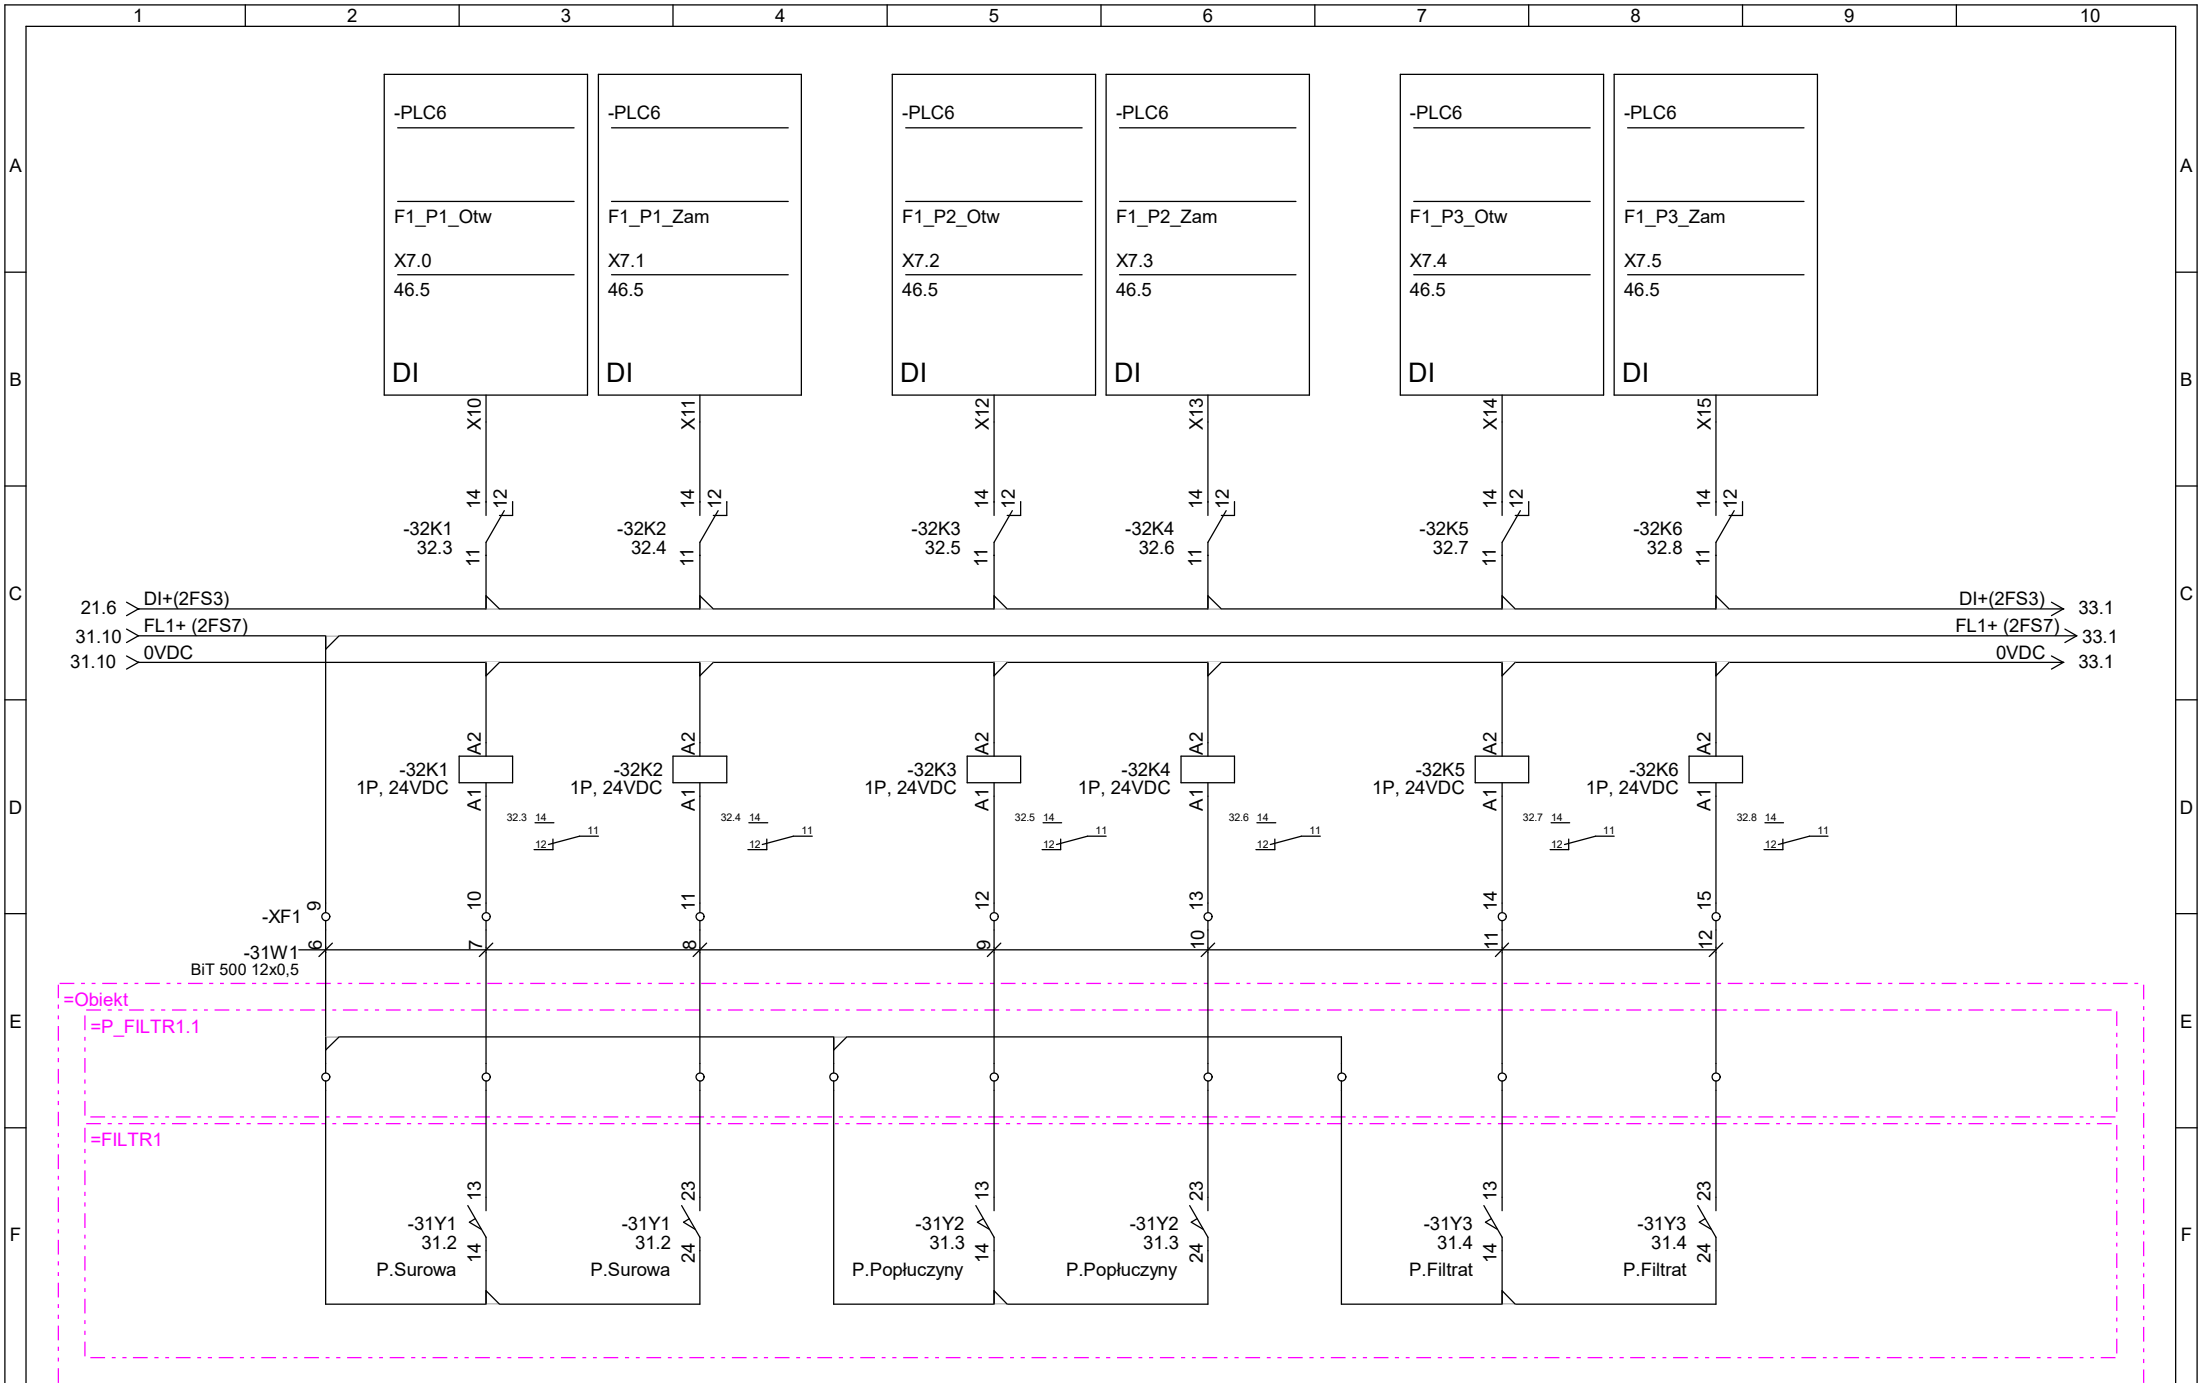 1 2 3 4 5 6 7 8 9 10
-PLC6 -PLC6 -PLC6 -PLC6 -PLC6 -PLC6
A A
F1_P1_Otw F1_P1_Zam F1_P2_Otw F1_P2_Zam F1_P3_Otw F1_P3_Zam
X7.0 X7.1 X7.2 X7.3 X7.4 X7.5
46.5 46.5 46.5 46.5 46.5 46.5
DI DI DI DI DI DI
B B
X10 X11 X12 X13 X14 X15
14 12 14 12 14 12 14 12 14 12 14 12
-32K1 -32K2 -32K3 -32K4 -32K5 -32K6
32.3 32.4 32.5 32.6 32.7 32.8
11 11 11 11 11 11
C C
21.6 DI+(2FS3) DI+(2FS3) 33.1
31.10 FL1+ (2FS7) FL1+ (2FS7) 33.1
31.10 0VDC 0VDC 33.1
A2 A2 A2 A2 A2 A2
-32K1 -32K2 -32K3 -32K4 -32K5 -32K6
1P, 24VDC 1P, 24VDC 1P, 24VDC 1P, 24VDC 1P, 24VDC 1P, 24VDC
A1 A1 A1 A1 A1 A1
D D
32.3 14 32.4 14 32.5 14 32.6 14 32.7 14 32.8 14
11 11 11 11 11 11
12 12 12 12 12 12
9 10 11 12 13 14 15
-XF1
6 7 8 9 10 11 12
-31W1
BiT 500 12x0,5
=Obiekt
E E
=P_FILTR1.1
=FILTR1
13 23 13 23 13 23
-31Y1 -31Y1 -31Y2 -31Y2 -31Y3 -31Y3
F F
31.2 31.2 31.3 31.3 31.4 31.4
14 24 14 24 14 24
P.Surowa P.Surowa P.Popłuczyny P.Popłuczyny P.Filtrat P.Filtrat